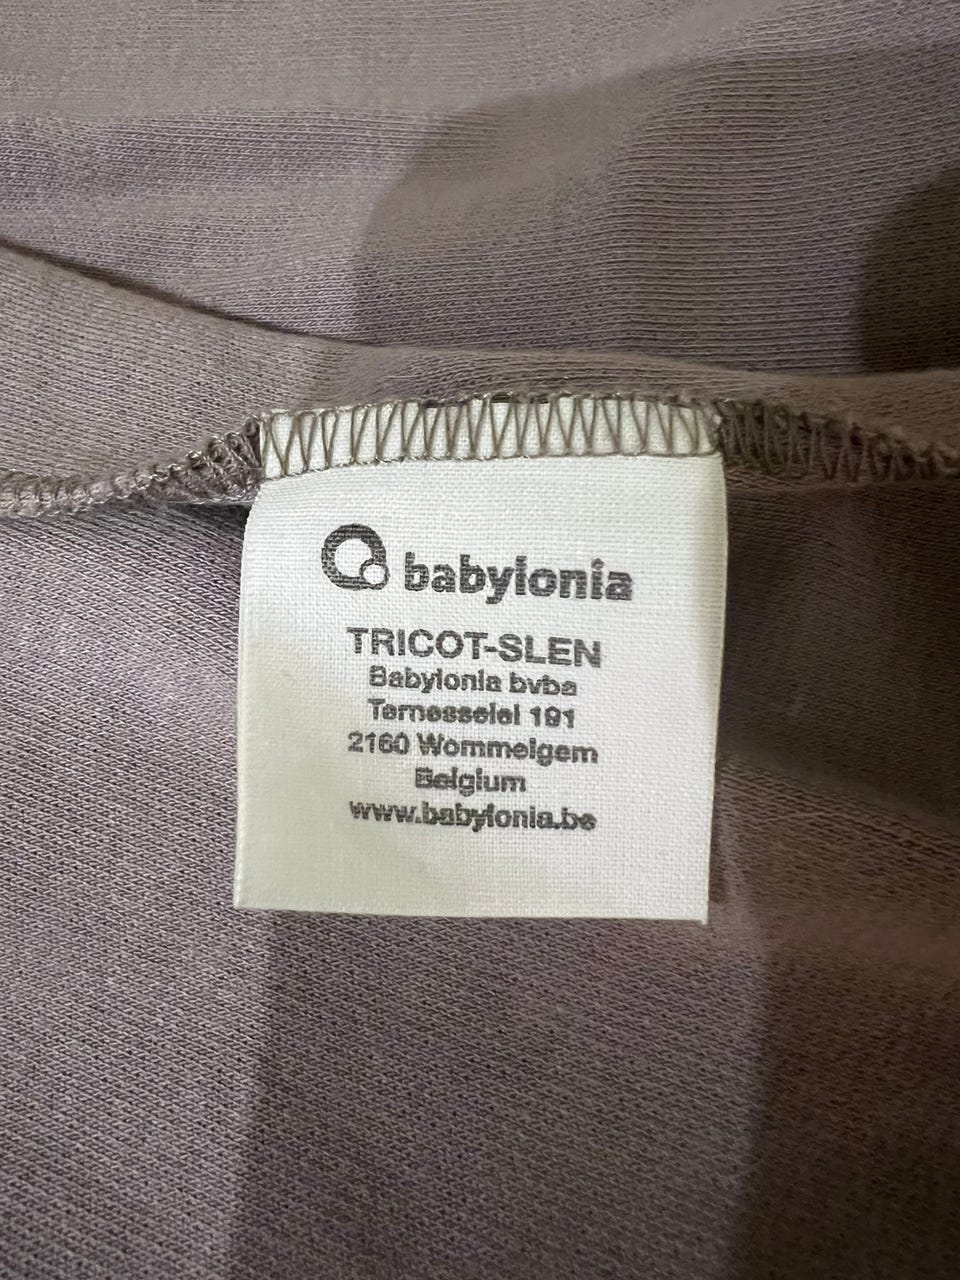 babylonia
TRICOT-SLEN
Babylonia bvba
Ternesselei 191
2160 Wommelgem
Belgium
www.babylonia.be